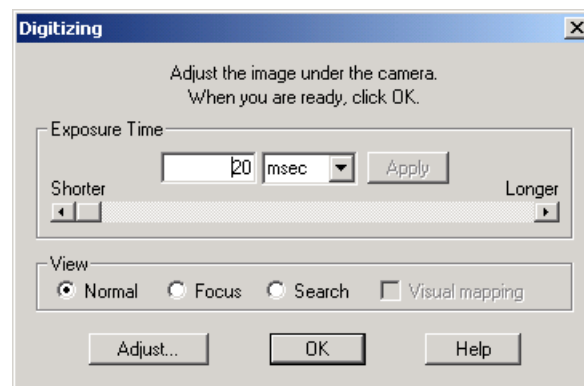 Digitizing
Adjust the image under the camera.
When you are ready, click OK.
Exposure Time
20 msec Apply
Shorter Longer
View
Normal Focus Search Visual mapping
Adjust... OK Help